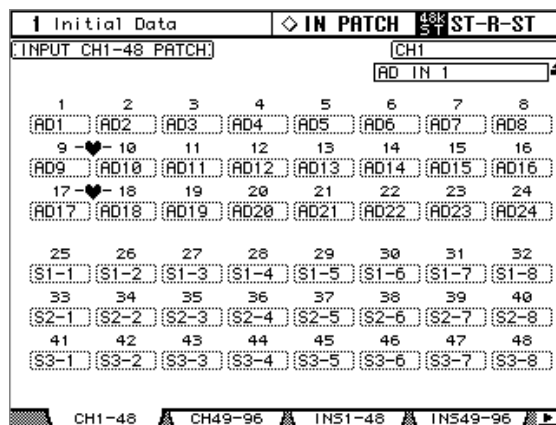 1 Initial Data ◇ IN PATCH 48K ST ST-R-ST
INPUT CH1-48 PATCH CH1
AD IN 1
1 2 3 4 5 6 7 8
AD1 AD2 AD3 AD4 AD5 AD6 AD7 AD8
9 -♥- 10 11 12 13 14 15 16
AD9 AD10 AD11 AD12 AD13 AD14 AD15 AD16
17 -♥- 18 19 20 21 22 23 24
AD17 AD18 AD19 AD20 AD21 AD22 AD23 AD24
25 26 27 28 29 30 31 32
S1-1 S1-2 S1-3 S1-4 S1-5 S1-6 S1-7 S1-8
33 34 35 36 37 38 39 40
S2-1 S2-2 S2-3 S2-4 S2-5 S2-6 S2-7 S2-8
41 42 43 44 45 46 47 48
S3-1 S3-2 S3-3 S3-4 S3-5 S3-6 S3-7 S3-8
CH1-48 CH49-96 INS1-48 INS49-96